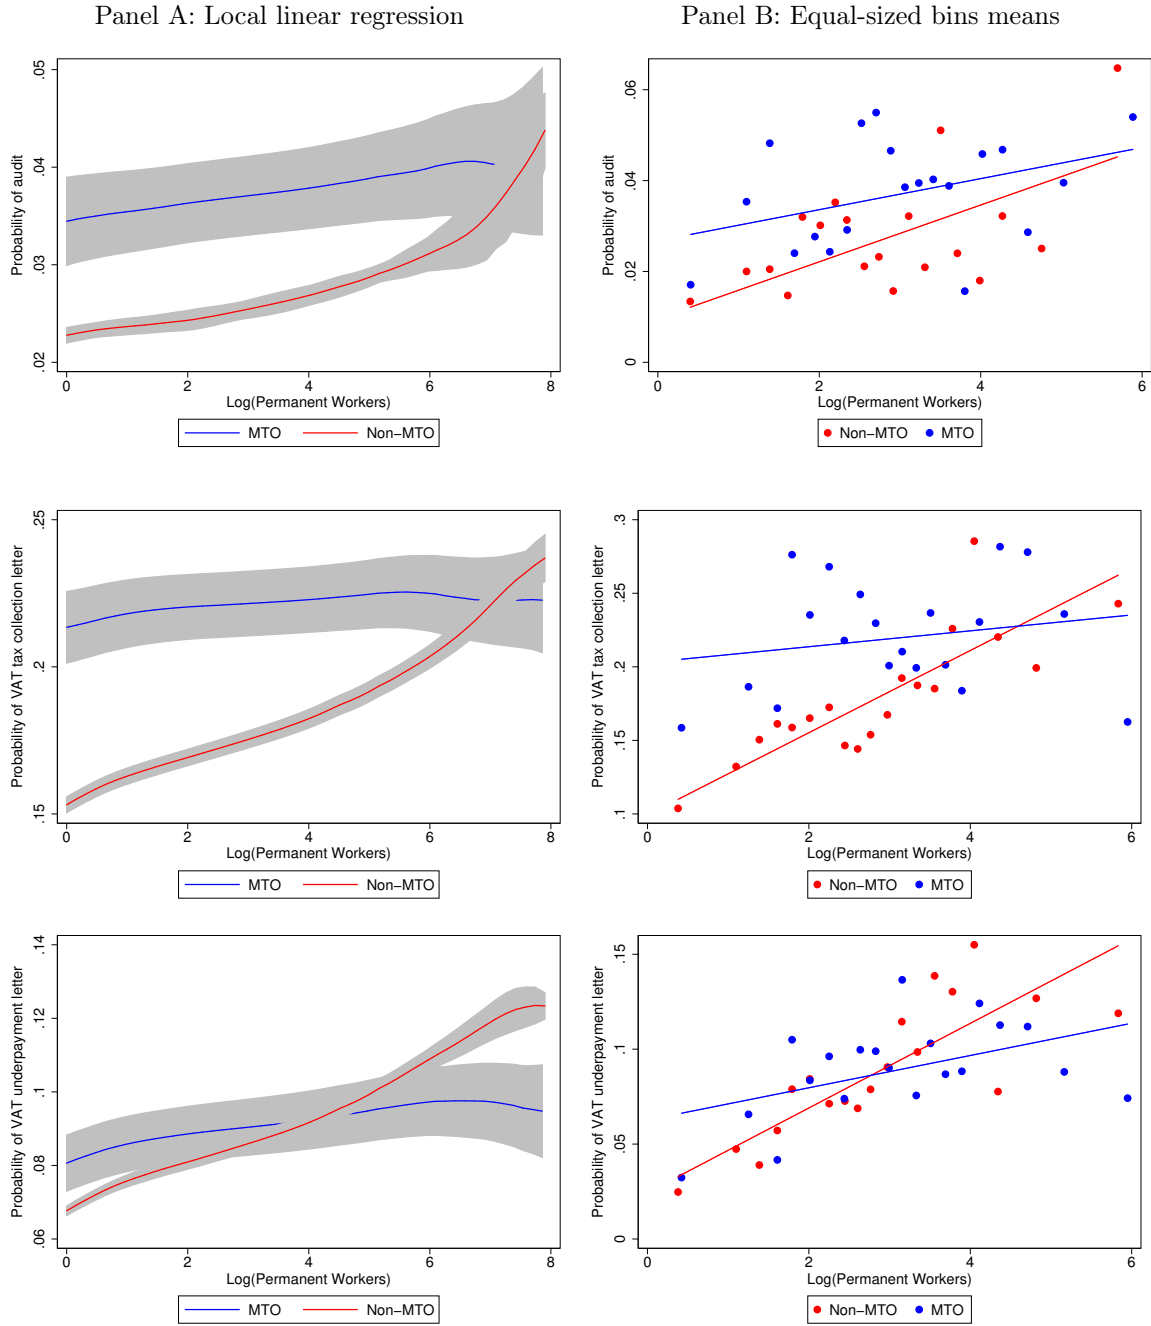 Panel A: Local linear regression
Panel B: Equal-sized bins means
Probability of audit
.05
.04
.03
.02
0 2 4 6 8
Log(Permanent Workers)
MTO Non−MTO
Probability of audit
.06
.04
.02
0
0 2 4 6
Log(Permanent Workers)
Non−MTO MTO
Probability of VAT tax collection letter
.25
.2
.15
0 2 4 6 8
Log(Permanent Workers)
MTO Non−MTO
Probability of VAT tax collection letter
.3
.25
.2
.15
.1
0 2 4 6
Log(Permanent Workers)
Non−MTO MTO
Probability of VAT underpayment letter
.14
.12
.1
.08
.06
0 2 4 6 8
Log(Permanent Workers)
MTO Non−MTO
Probability of VAT underpayment letter
.15
.1
.05
0
0 2 4 6
Log(Permanent Workers)
Non−MTO MTO